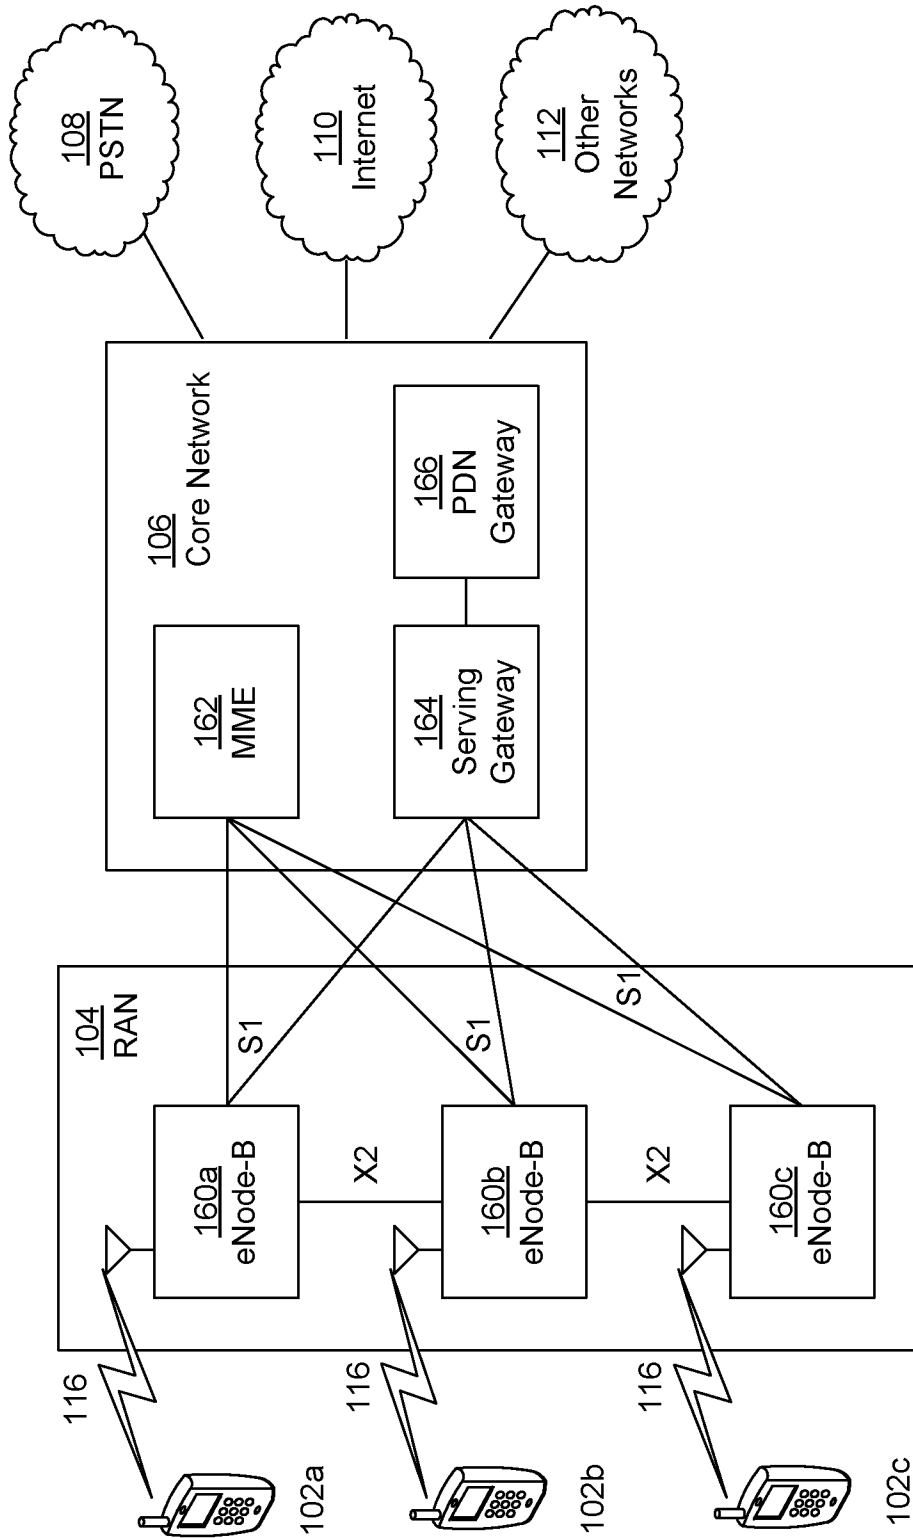 108
PSTN
110
Internet
112
Other
Networks
106
Core Network
162
MME
164
Serving
Gateway
166
PDN
Gateway
104
RAN
S1
S1
S1
160a
eNode-B
X2
160b
eNode-B
X2
160c
eNode-B
116
116
116
102a
102b
102c